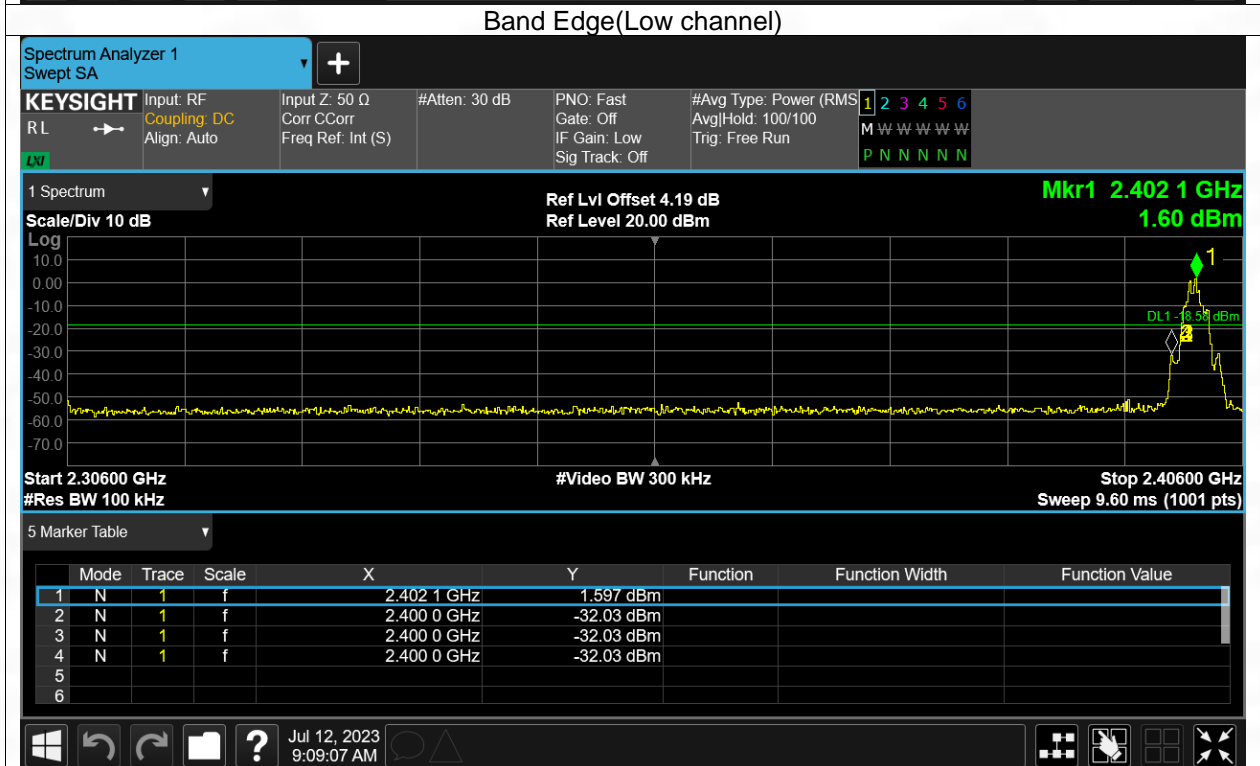 Band Edge(Low channel)
Spectrum Analyzer 1
Swept SA
KEYSIGHT Input: RF Input Z: 50 Ω #Atten: 30 dB PNO: Fast #Avg Type: Power (RMS 1 2 3 4 5 6
RL Coupling: DC Corr CCorr Gate: Off Avg|Hold: 100/100 M W W W W W
Align: Auto Freq Ref: Int (S) IF Gain: Low Trig: Free Run
LXI Sig Track: Off P N N N N N
1 Spectrum Ref Lvl Offset 4.19 dB Mkr1 2.402 1 GHz
Scale/Div 10 dB Ref Level 20.00 dBm 1.60 dBm
Log
10.0 1
0.00
-10.0
DL1 -18.58 dBm
-20.0
-30.0
-40.0
-50.0
-60.0
-70.0
Start 2.30600 GHz #Video BW 300 kHz Stop 2.40600 GHz
#Res BW 100 kHz Sweep 9.60 ms (1001 pts)
5 Marker Table
Mode Trace Scale X Y Function Function Width Function Value
1 N 1 f 2.402 1 GHz 1.597 dBm
2 N 1 f 2.400 0 GHz -32.03 dBm
3 N 1 f 2.400 0 GHz -32.03 dBm
4 N 1 f 2.400 0 GHz -32.03 dBm
5
6
? Jul 12, 2023
9:09:07 AM